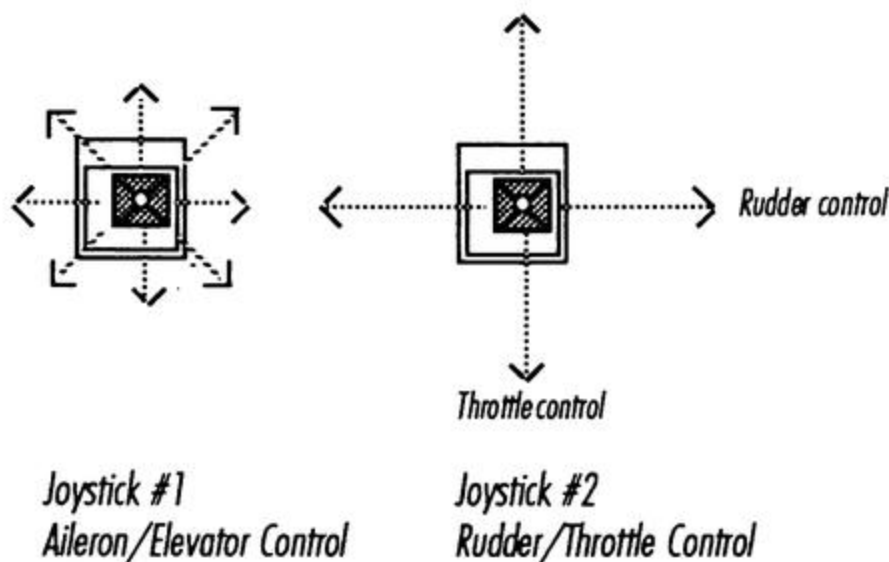 Rudder control
Throttle control
Joystick #1
Aileron/Elevator Control
Joystick #2
Rudder/Throttle Control